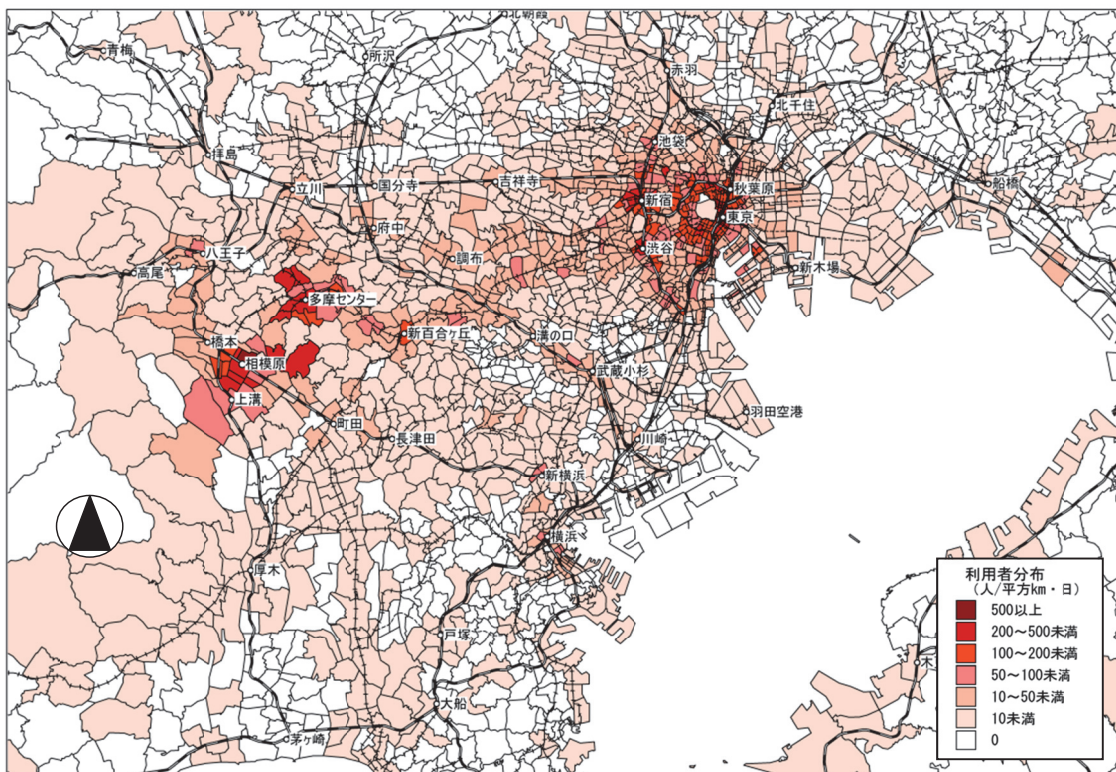 北朝霞
青梅
所沢
赤羽
北千住
池袋
拝島
立川
国分寺
吉祥寺
新宿
秋葉原
船橋
東京
府中
渋谷
八王子
調布
高尾
新木場
多摩センター
新百合ヶ丘
溝の口
橋本
相模原
武蔵小杉
上溝
羽田空港
町田
長津田
川崎
新横浜
横浜
厚木
戸塚
木
大船
茅ヶ崎
利用者分布
(人/平方km・日)
500以上
200～500未満
100～200未満
50～100未満
10～50未満
10未満
0